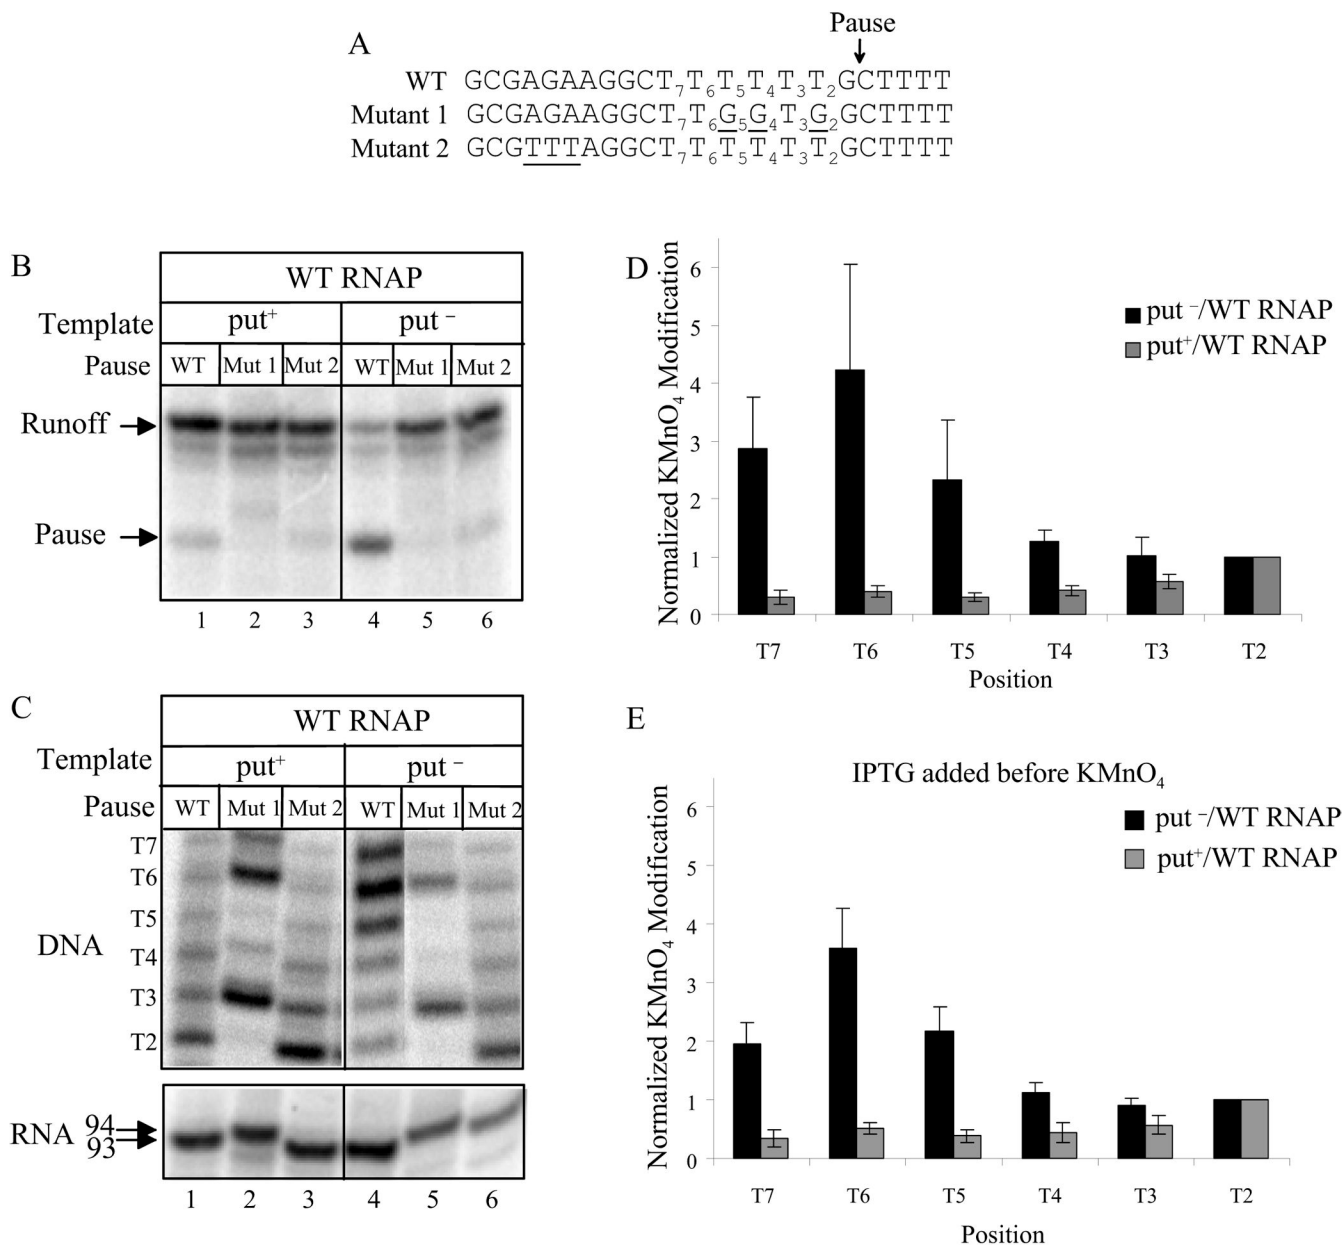 Pause
A
WT GCGAGAAGGCT₇T₆T₅T₄T₃T₂GCTTTT
Mutant 1 GCGAGAAGGCT₇T₆G₅G₄T₃G₂GCTTTT
Mutant 2 GCGTTTAGGCT₇T₆T₅T₄T₃T₂GCTTTT
B
WT RNAP
Template put⁺ put⁻
Pause WT Mut 1 Mut 2 WT Mut 1 Mut 2
Runoff
Pause
1 2 3 4 5 6
C
WT RNAP
Template put⁺ put⁻
Pause WT Mut 1 Mut 2 WT Mut 1 Mut 2
T7
T6
T5
DNA
T4
T3
T2
RNA 94
93
1 2 3 4 5 6
D
Normalized KMnO₄ Modification
6
5
4
3
2
1
0
put⁻/WT RNAP
put⁺/WT RNAP
T7 T6 T5 T4 T3 T2
Position
E
IPTG added before KMnO₄
Normalized KMnO₄ Modification
6
5
4
3
2
1
0
put⁻/WT RNAP
put⁺/WT RNAP
T7 T6 T5 T4 T3 T2
Position